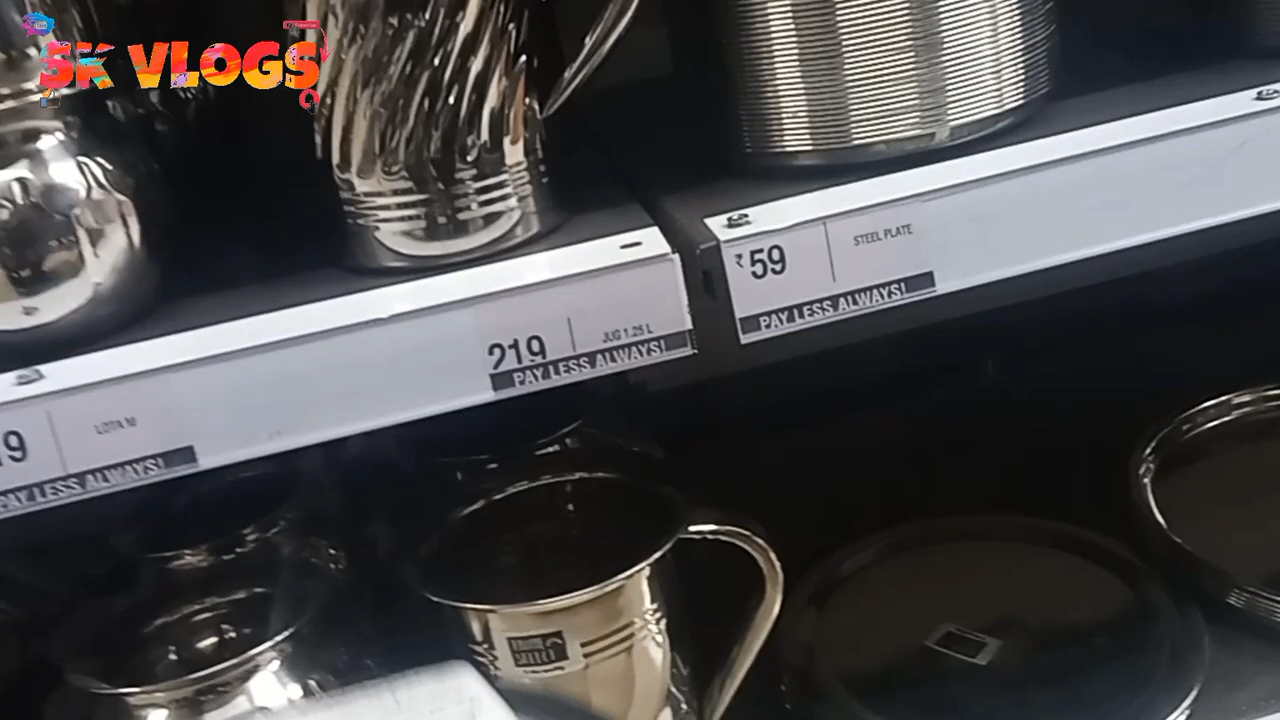 SK VLOGS
₹59
STEEL PLATE
PAY LESS ALWAYS!
219
JUG 1.25 L
PAY LESS ALWAYS!
19
LOTA
PAY LESS ALWAYS!